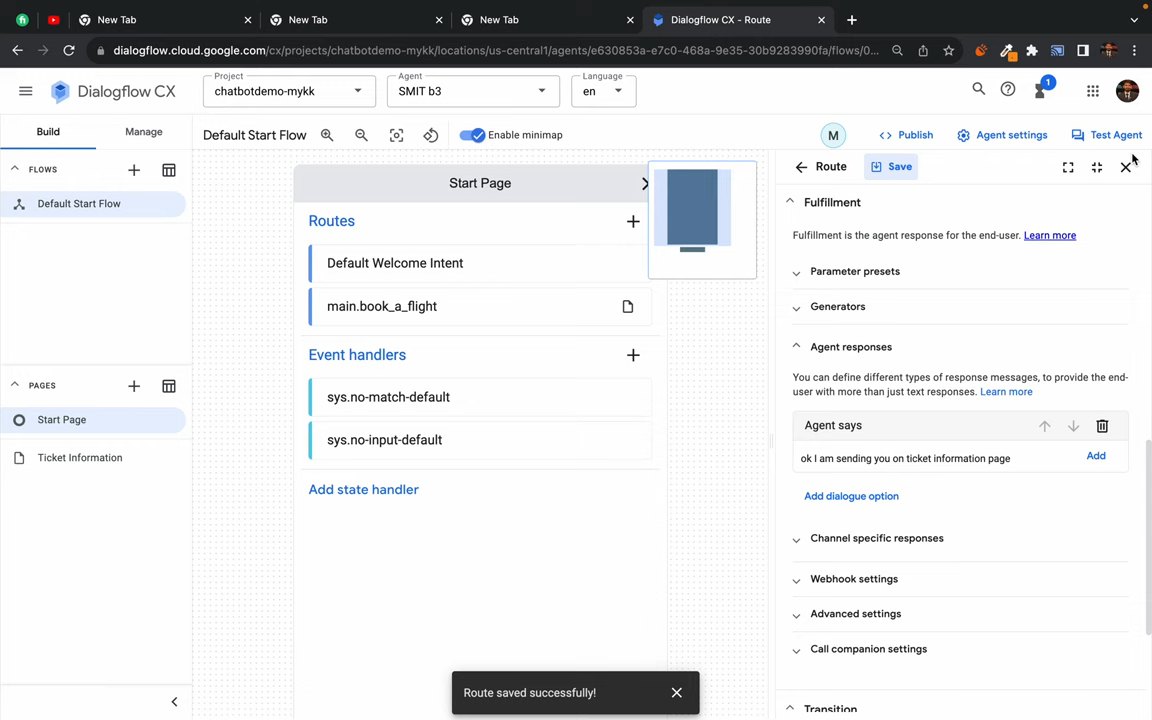 New Tab
New Tab
New Tab
Dialogflow CX - Route
dialogflow.cloud.google.com/cx/projects/chatbotdemo-mykk/locations/us-central1/agents/e630853a-e7c0-468a-9e35-30b9283990fa/flows/0...
Dialogflow CX
Project
chatbotdemo-mykk
Agent
SMIT b3
Language
en
1
Build
Manage
Default Start Flow
Enable minimap
M
Publish
Agent settings
Test Agent
FLOWS
Default Start Flow
PAGES
Start Page
Ticket Information
Start Page
Routes
Default Welcome Intent
main.book_a_flight
Event handlers
sys.no-match-default
sys.no-input-default
Add state handler
Route
Save
Fulfillment
Fulfillment is the agent response for the end-user. Learn more
Parameter presets
Generators
Agent responses
You can define different types of response messages, to provide the end-
user with more than just text responses. Learn more
Agent says
ok I am sending you on ticket information page
Add
Add dialogue option
Channel specific responses
Webhook settings
Advanced settings
Call companion settings
Transition
Route saved successfully!